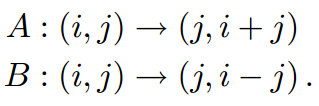 A : (i, j) → (j, i + j)
B : (i, j) → (j, i − j) .